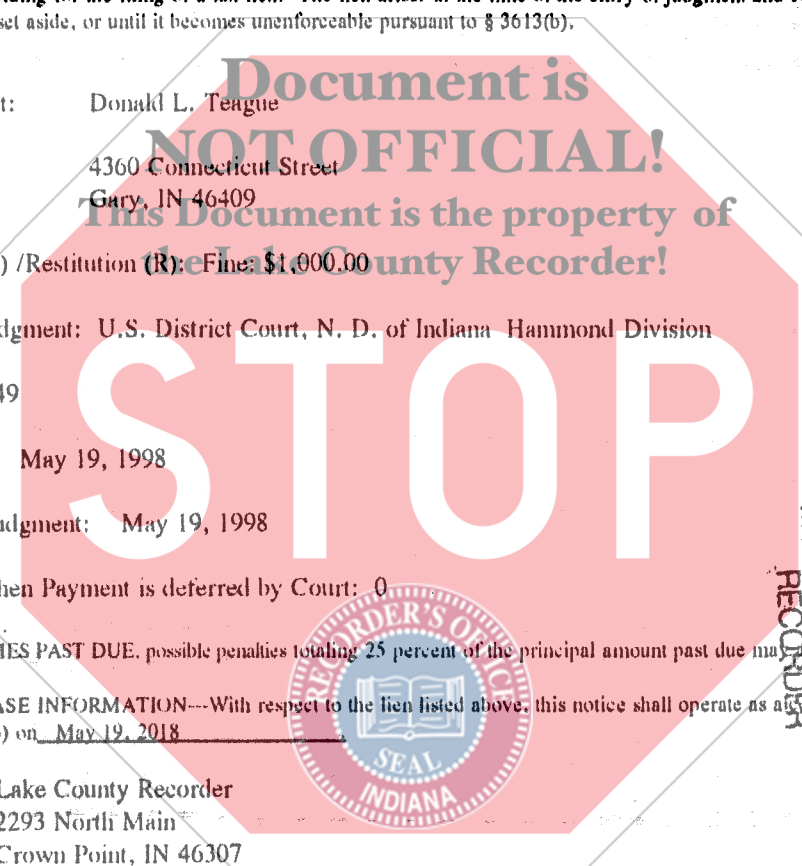 set aside, or until it becomes unenforceable pursuant to § 3613(b).
Document is
t: Donald L. Teague
NOT OFFICIAL!
4360 Connecticut Street
Gary, IN 46409
This Document is the property of
) /Restitution (R): Fine: $1,000.00
the Lake County Recorder!
dgment: U.S. District Court, N. D. of Indiana Hammond Division
STOP
49
May 19, 1998
udgment: May 19, 1998
hen Payment is deferred by Court: 0
RECORDER
RECORDER'S OFFICE
IES PAST DUE, possible penalties totaling 25 percent of the principal amount past due may
ASE INFORMATION---With respect to the lien listed above, this notice shall operate as a
) on May 19, 2018
SEAL
INDIANA
Lake County Recorder
2293 North Main
Crown Point, IN 46307